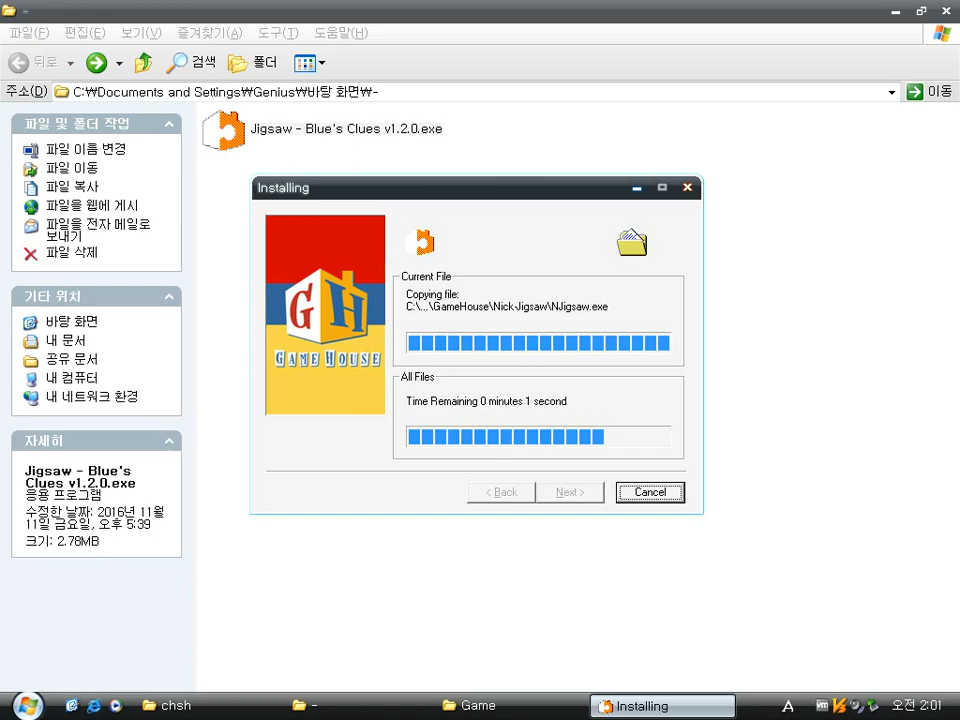 -
파일(F) 편집(E) 보기(V) 즐겨찾기(A) 도구(T) 도움말(H)
뒤로 검색 폴더
주소(D) C:₩Documents and Settings₩Genius₩바탕 화면₩- 이동
파일 및 폴더 작업
파일 이름 변경
파일 이동
파일 복사
파일을 웹에 게시
파일을 전자 메일로
보내기
파일 삭제
기타 위치
바탕 화면
내 문서
공유 문서
내 컴퓨터
내 네트워크 환경
자세히
Jigsaw - Blue's
Clues v1.2.0.exe
응용 프로그램
수정한 날짜: 2016년 11월
11일 금요일, 오후 5:39
크기: 2.78MB
Jigsaw - Blue's Clues v1.2.0.exe
Installing
GH
GAME HOUSE
Current File
Copying file:
C:\...\GameHouse\Nick-Jigsaw\NJigsaw.exe
All Files
Time Remaining 0 minutes 1 second
< Back Next > Cancel
chsh - Game Installing A 오전 2:01